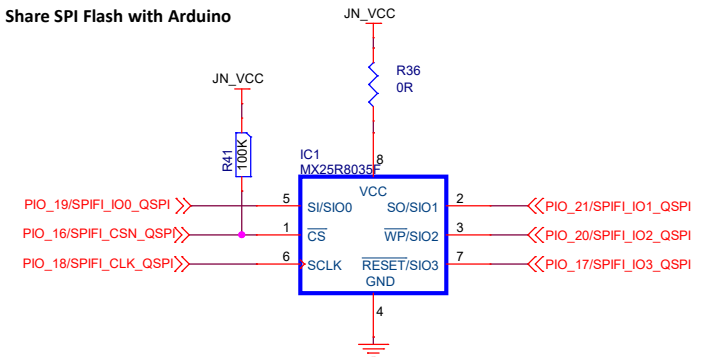 Share SPI Flash with Arduino
JN_VCC
R36
0R
JN_VCC
R41
100K
IC1
MX25R8035F
8
VCC
PIO_19/SPIFI_IO0_QSPI
5
SI/SIO0
SO/SIO1
2
PIO_21/SPIFI_IO1_QSPI
PIO_16/SPIFI_CSN_QSPI
1
CS
WP/SIO2
3
PIO_20/SPIFI_IO2_QSPI
PIO_18/SPIFI_CLK_QSPI
6
SCLK
RESET/SIO3
7
PIO_17/SPIFI_IO3_QSPI
GND
4